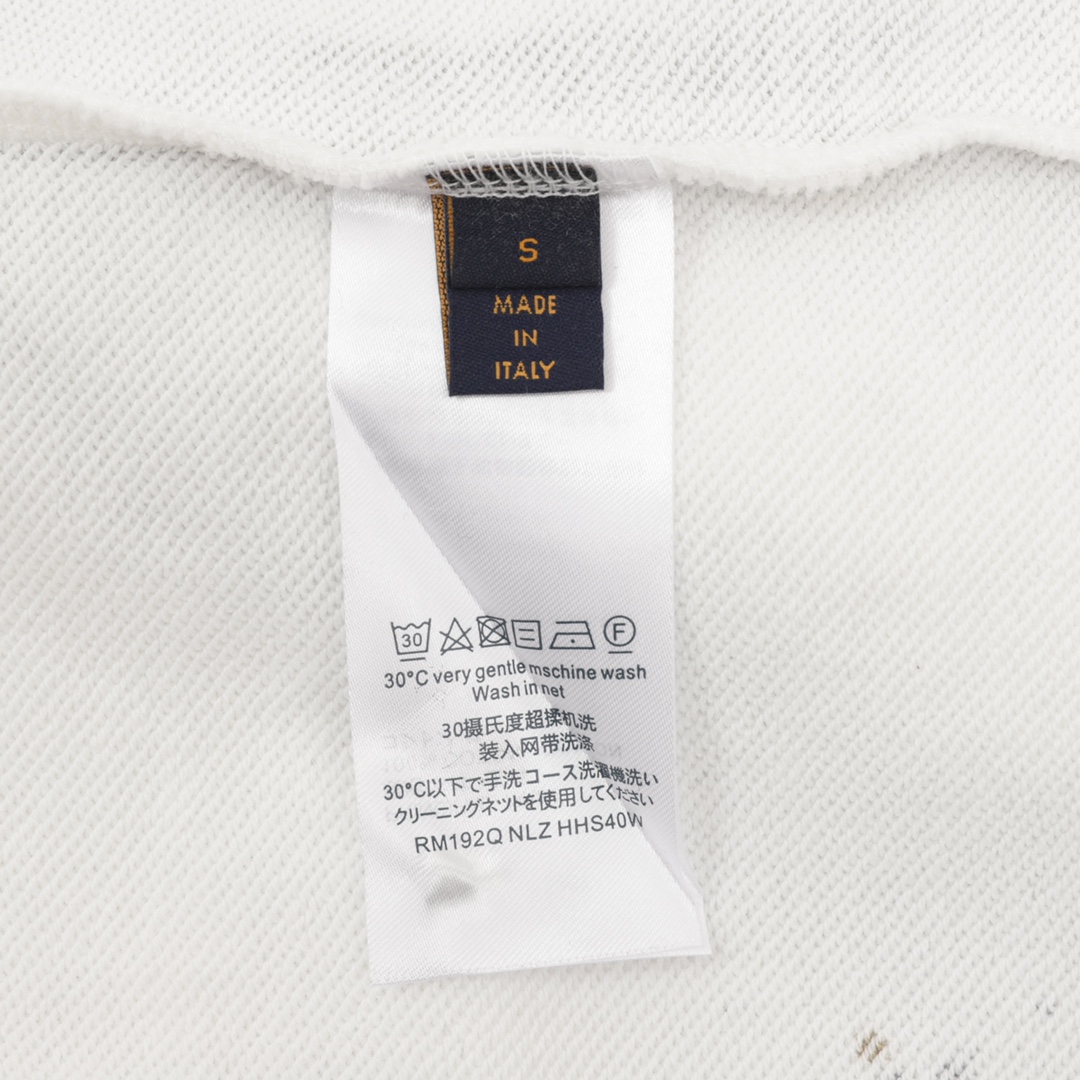 S
MADE
IN
ITALY
30
F
30°C very gentle mschine wash
Wash in net
30摄氏度超揉机洗
装入网带洗涤
30°C以下で手洗コース洗濯機洗い
クリーニングネツトを使用してください
RM192Q NLZ HHS40W